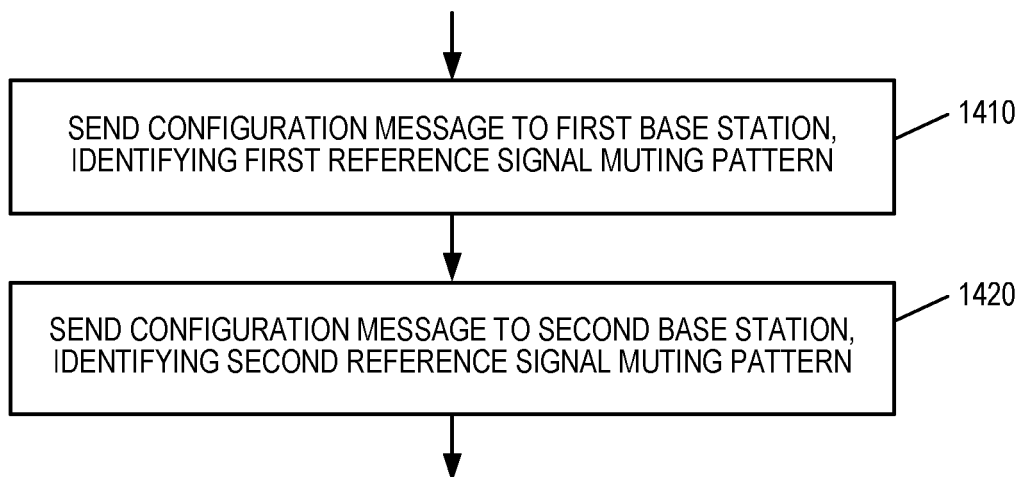 SEND CONFIGURATION MESSAGE TO FIRST BASE STATION,
IDENTIFYING FIRST REFERENCE SIGNAL MUTING PATTERN
1410
SEND CONFIGURATION MESSAGE TO SECOND BASE STATION,
IDENTIFYING SECOND REFERENCE SIGNAL MUTING PATTERN
1420